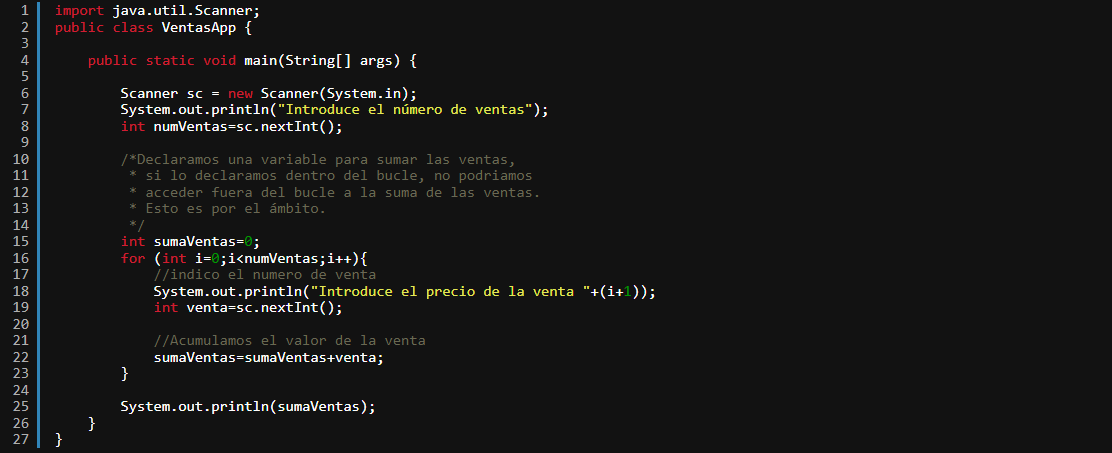 1 import java.util.Scanner;
2 public class VentasApp {
3
4 public static void main(String[] args) {
5
6 Scanner sc = new Scanner(System.in);
7 System.out.println("Introduce el número de ventas");
8 int numVentas=sc.nextInt();
9
10 /*Declaramos una variable para sumar las ventas,
11 * si lo declaramos dentro del bucle, no podriamos
12 * acceder fuera del bucle a la suma de las ventas.
13 * Esto es por el ámbito.
14 */
15 int sumaVentas=0;
16 for (int i=0;i<numVentas;i++){
17 //indico el numero de venta
18 System.out.println("Introduce el precio de la venta "+(i+1));
19 int venta=sc.nextInt();
20
21 //Acumulamos el valor de la venta
22 sumaVentas=sumaVentas+venta;
23 }
24
25 System.out.println(sumaVentas);
26 }
27 }